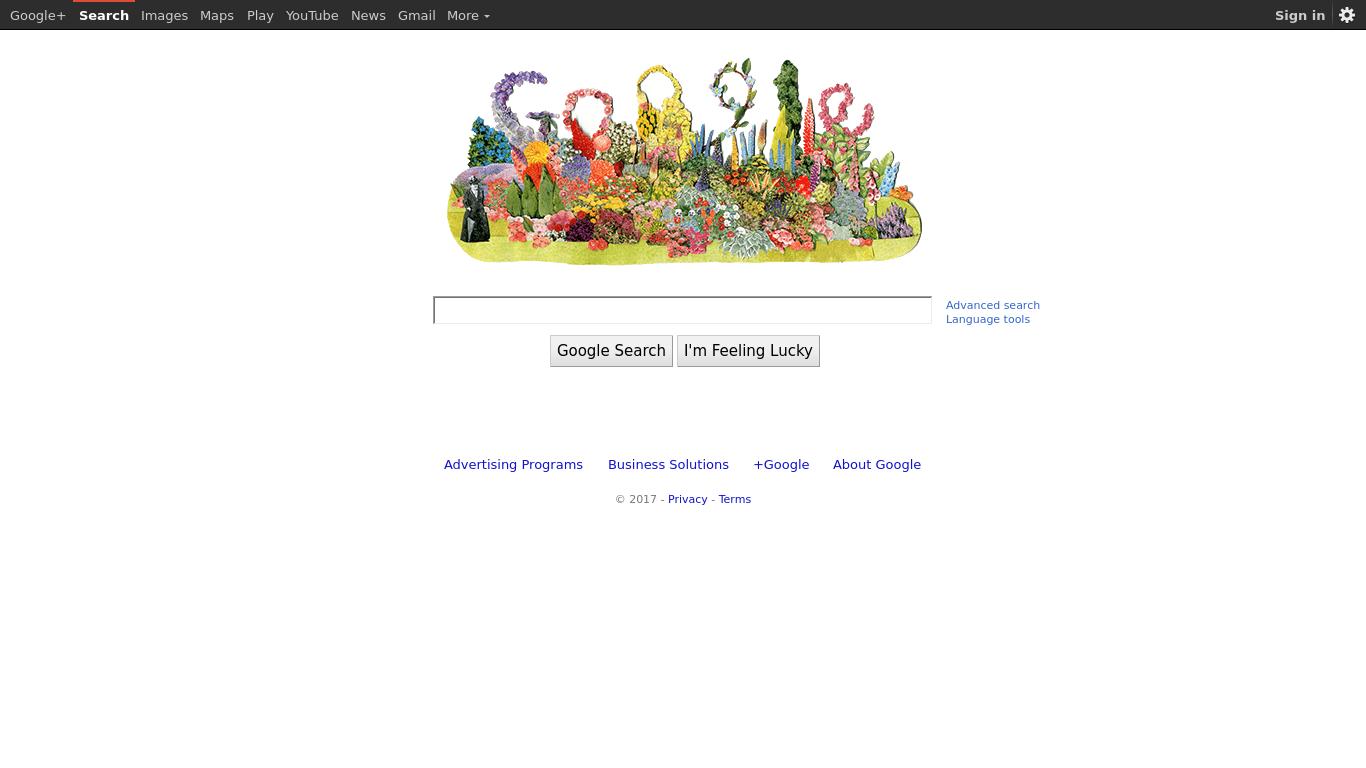 Google+ Search Images Maps Play YouTube News Gmail More Sign in
Google
Advanced search
Language tools
Google Search I'm Feeling Lucky
Advertising Programs Business Solutions +Google About Google
© 2017 - Privacy - Terms